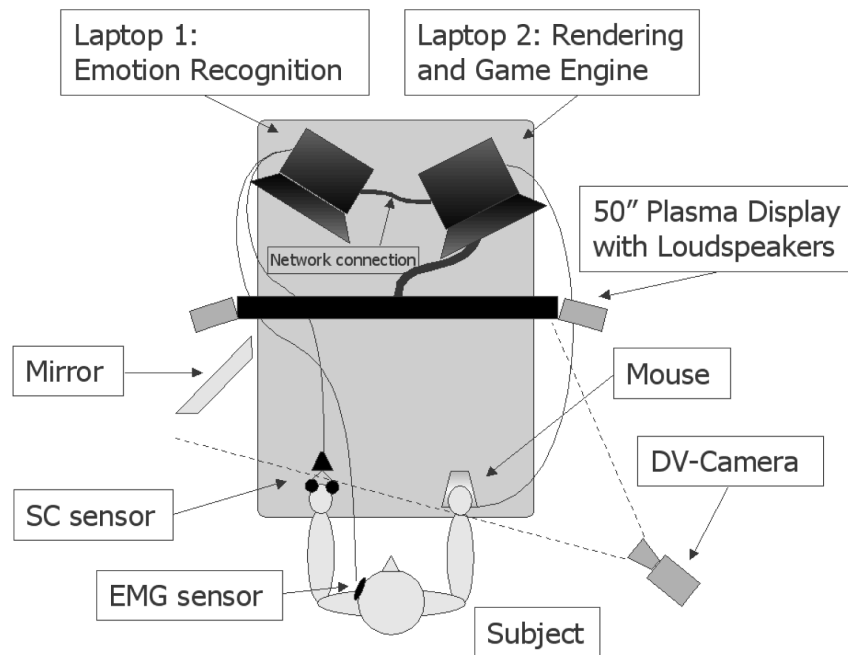 Laptop 1:
Emotion Recognition
Laptop 2: Rendering
and Game Engine
50” Plasma Display
with Loudspeakers
Network connection
Mirror
Mouse
DV-Camera
SC sensor
EMG sensor
Subject